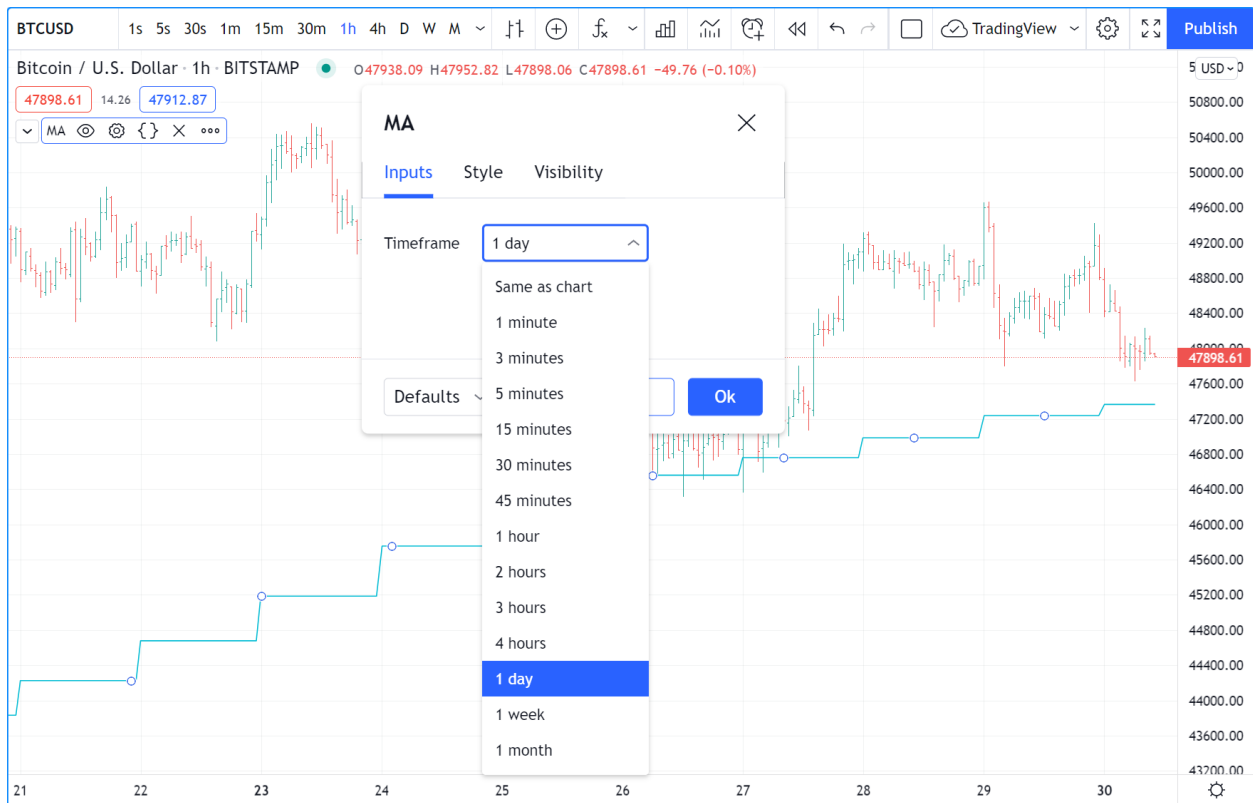 BTCUSD 1s 5s 30s 1m 15m 30m 1h 4h D W M fx TradingView Publish
Bitcoin / U.S. Dollar · 1h · BITSTAMP O47938.09 H47952.82 L47898.06 C47898.61 −49.76 (−0.10%) USD
47898.61 14.26 47912.87
50800.00
MA
50400.00
MA
50000.00
Inputs Style Visibility
49600.00
Timeframe 1 day
49200.00
Same as chart
48800.00
1 minute
48400.00
3 minutes
48000.00
47898.61
5 minutes
47600.00
Defaults Ok
15 minutes
47200.00
30 minutes
46800.00
45 minutes
46400.00
1 hour
46000.00
2 hours
45600.00
3 hours
45200.00
4 hours
44800.00
1 day
44400.00
1 week
44000.00
1 month
43600.00
43200.00
21 22 23 24 25 26 27 28 29 30